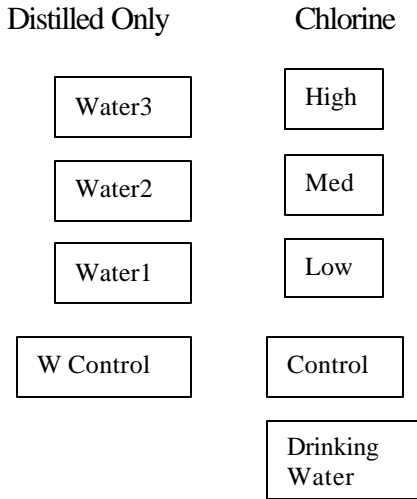 Distilled Only
Chlorine
Water3
High
Water2
Med
Water1
Low
W Control
Control
Drinking
Water